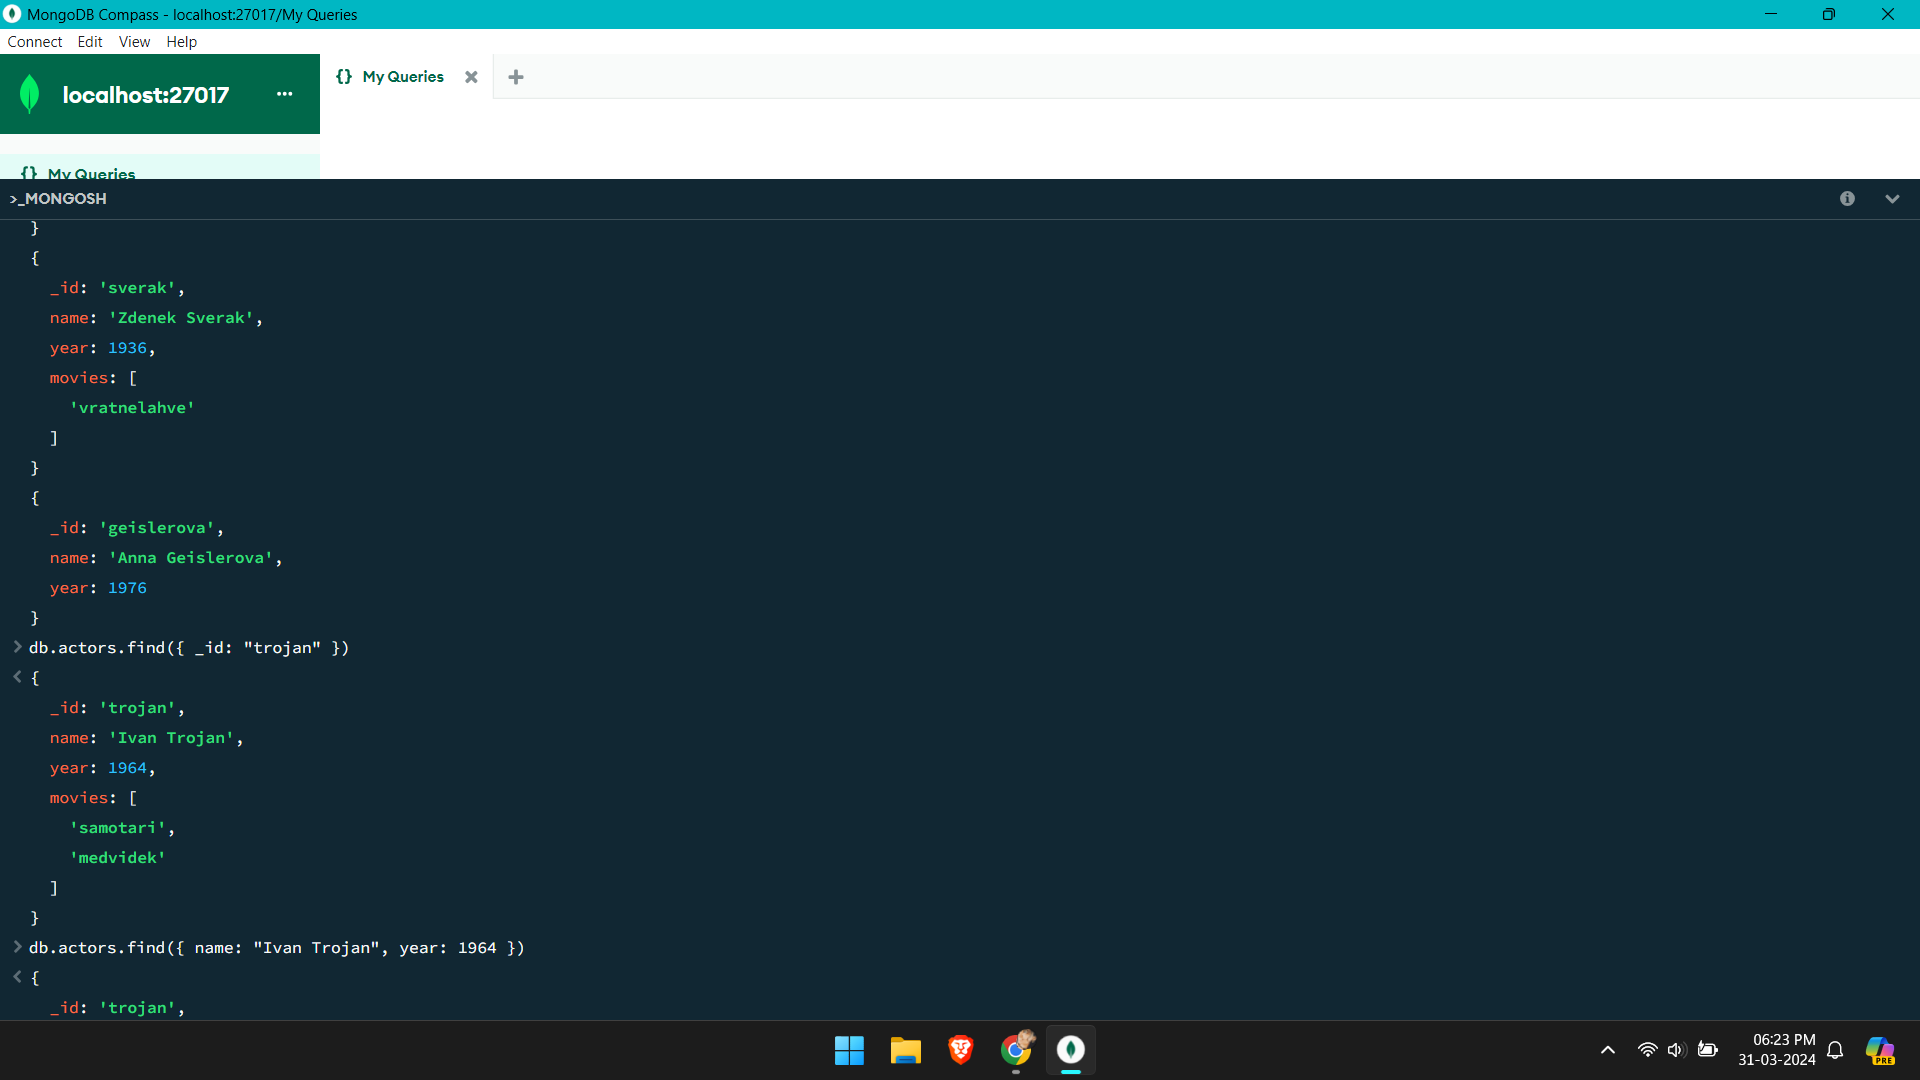 MongoDB Compass - localhost:27017/My Queries
Connect Edit View Help
localhost:27017 ...
{} My Queries
{} My Queries
>_MONGOSH
}
{
_id: 'sverak',
name: 'Zdenek Sverak',
year: 1936,
movies: [
'vratnelahve'
]
}
{
_id: 'geislerova',
name: 'Anna Geislerova',
year: 1976
}
> db.actors.find({ _id: "trojan" })
< {
_id: 'trojan',
name: 'Ivan Trojan',
year: 1964,
movies: [
'samotari',
'medvidek'
]
}
> db.actors.find({ name: "Ivan Trojan", year: 1964 })
< {
_id: 'trojan',
06:23 PM
31-03-2024
PRE